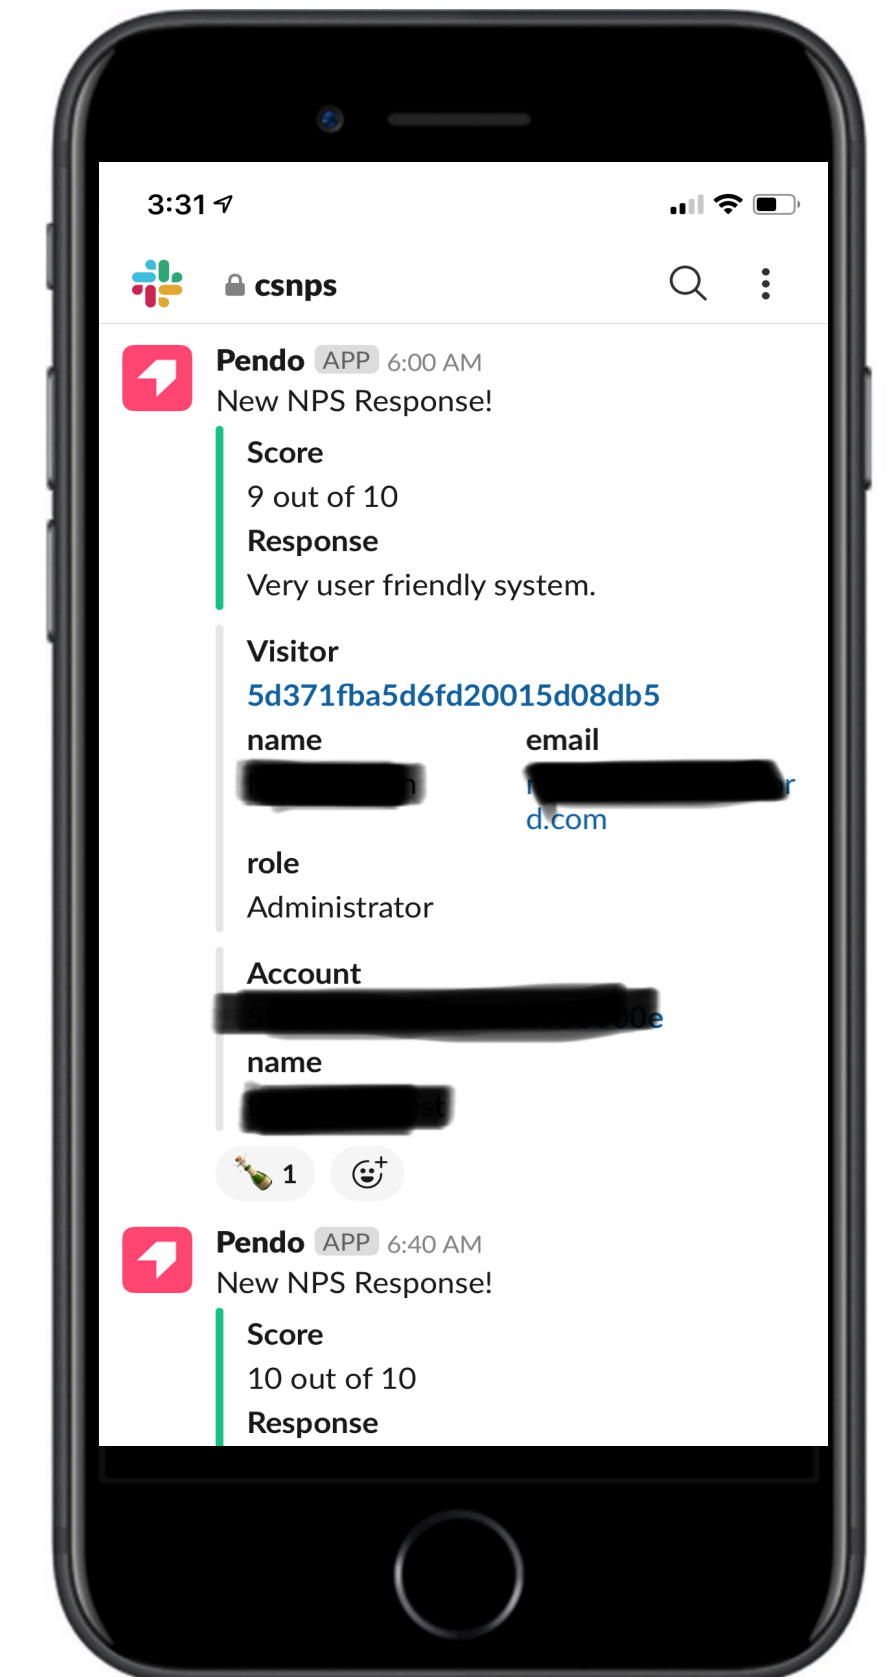 3:31
csnps
Pendo APP 6:00 AM
New NPS Response!
Score
9 out of 10
Response
Very user friendly system.
Visitor
5d371fba5d6fd20015d08db5
name email
r
d.com
role
Administrator
Account
e
name
1
Pendo APP 6:40 AM
New NPS Response!
Score
10 out of 10
Response